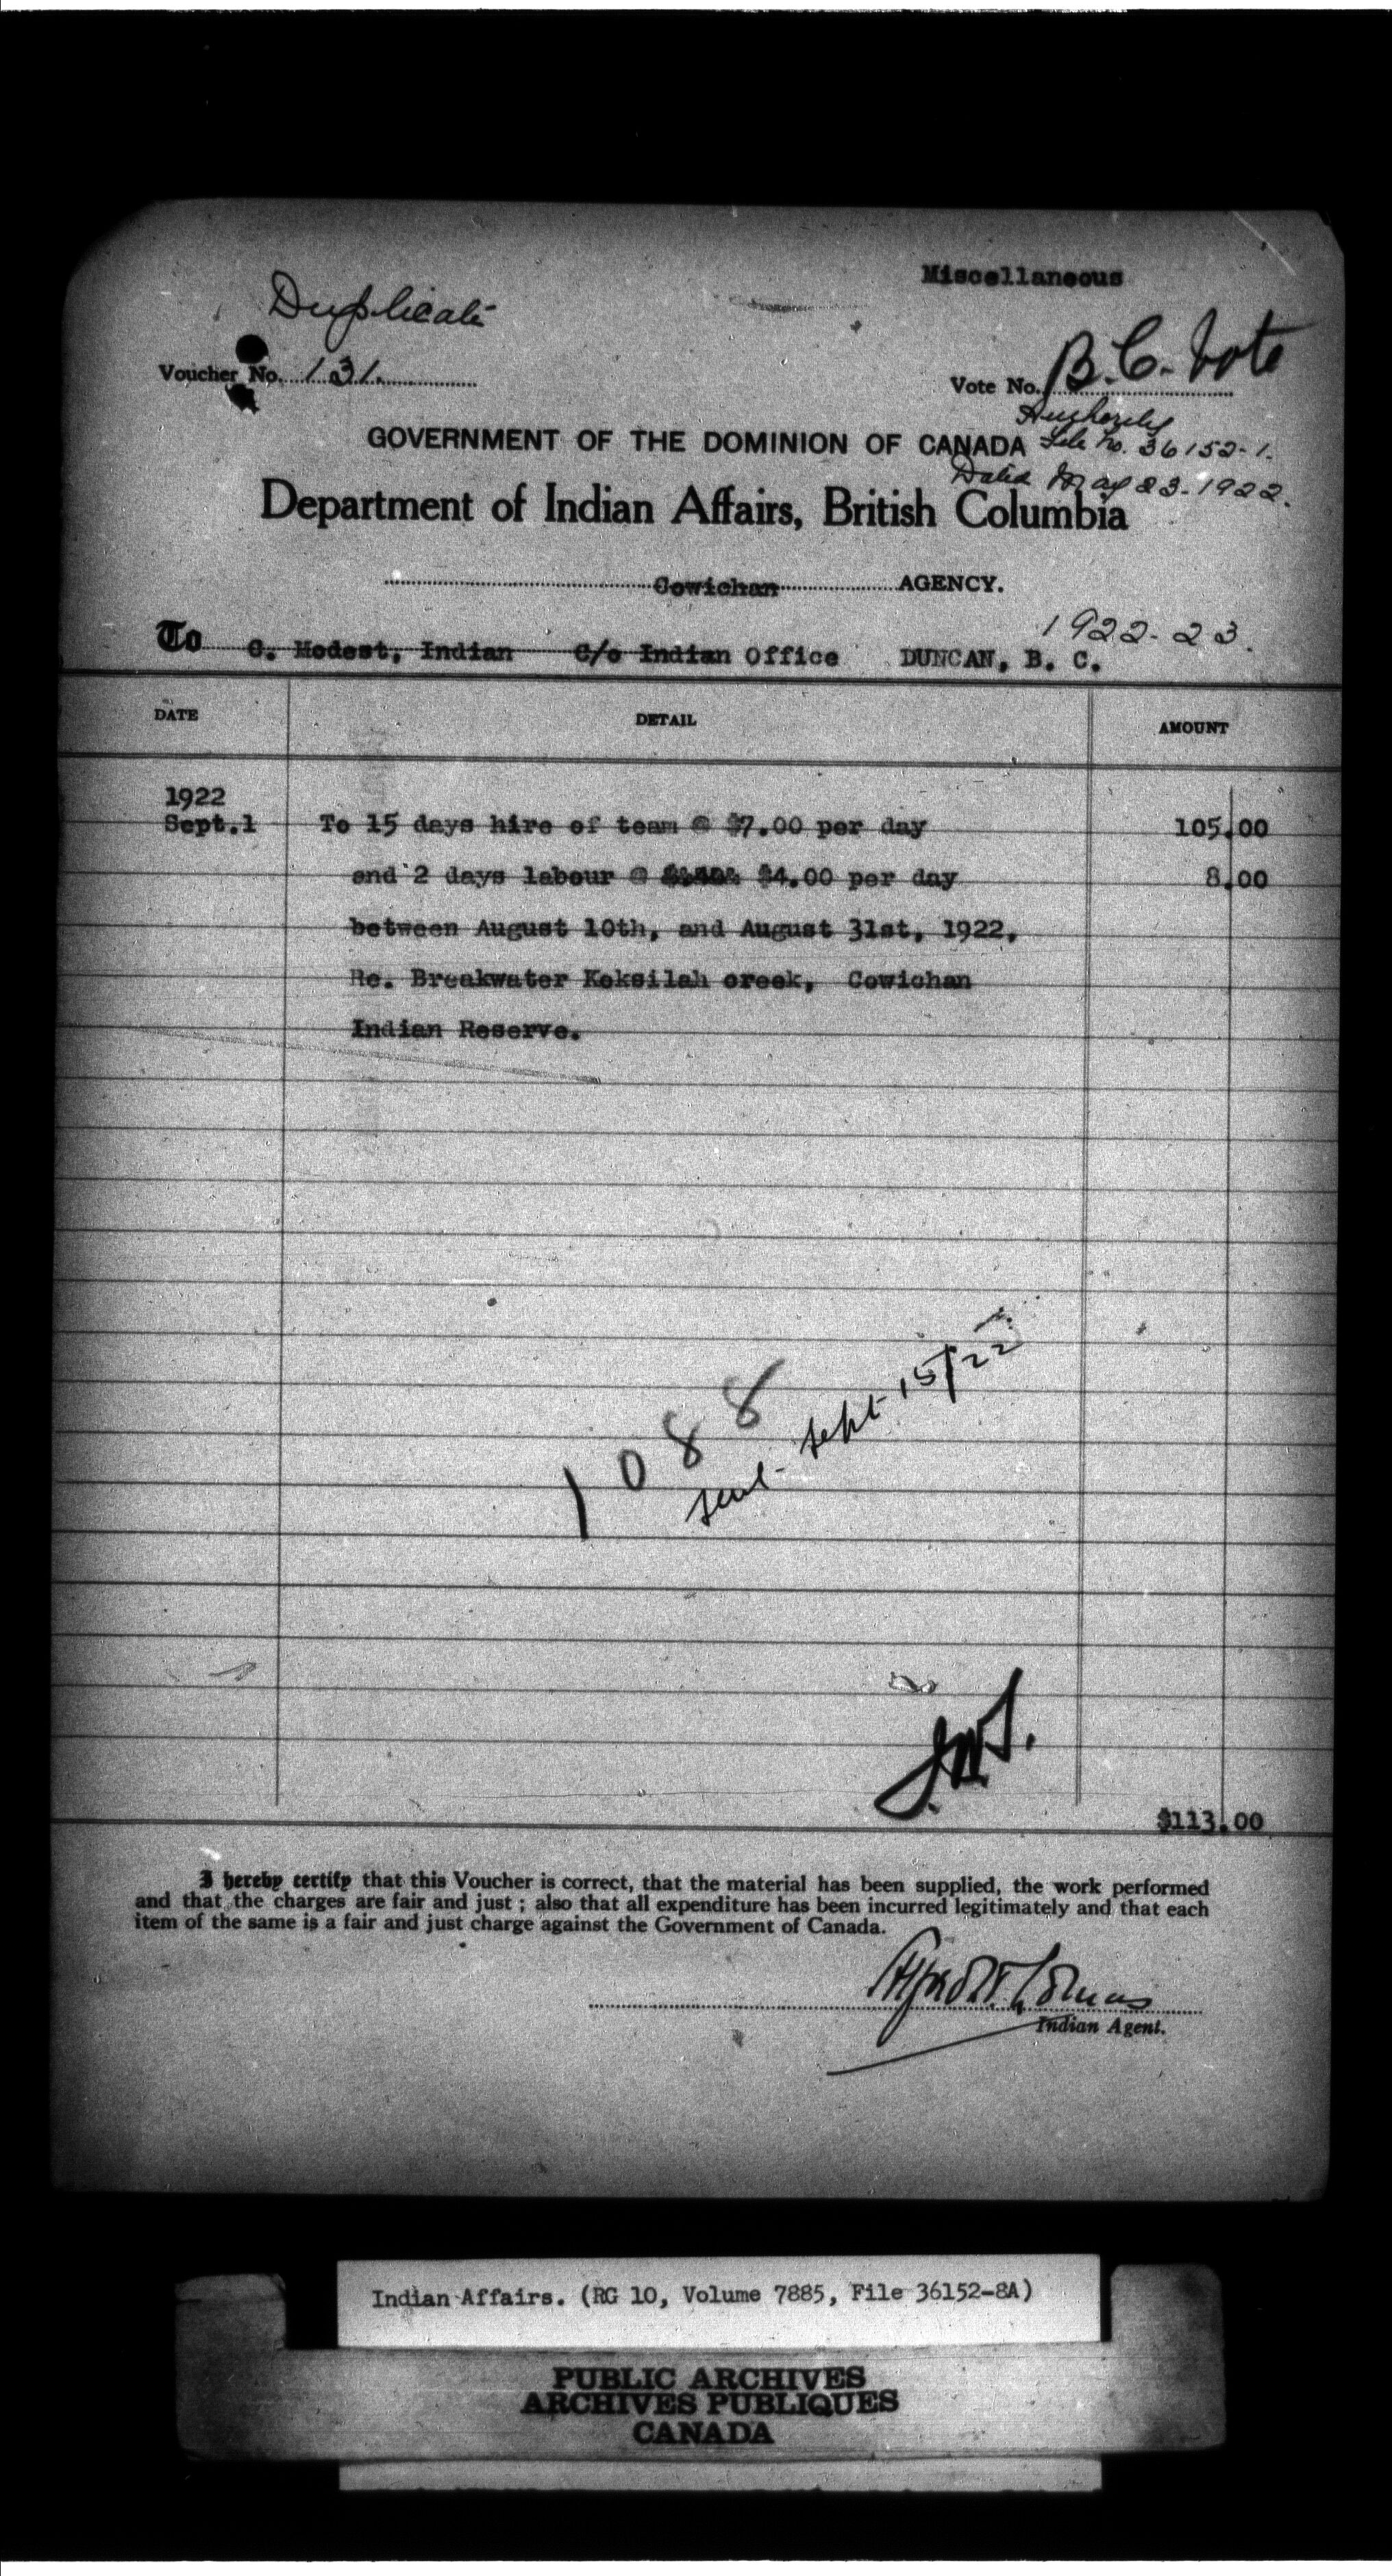 Miscellaneous
Duplicate
Voucher No. 131.
Vote No. B.C. Vote
Authority
GOVERNMENT OF THE DOMINION OF CANADA
File No. 36152-1.
Dated May 23-1922.
Department of Indian Affairs, British Columbia
Cowichan AGENCY.
1922-23.
To C. Modest, Indian C/o Indian Office DUNCAN, B. C.
DATE DETAIL AMOUNT
1922
Sept.1 To 15 days hire of team @ $7.00 per day 105.00
and 2 days labour @ $4.00 per day 8.00
between August 10th, and August 31st, 1922,
Re. Breakwater Koksilah creek, Cowichan
Indian Reserve.
1088
sent- Sept-15/22
$113.00
I hereby certify that this Voucher is correct, that the material has been supplied, the work performed
and that the charges are fair and just ; also that all expenditure has been incurred legitimately and that each
item of the same is a fair and just charge against the Government of Canada.
Indian Agent.
Indian Affairs. (RG 10, Volume 7885, File 36152-8A)
PUBLIC ARCHIVES
ARCHIVES PUBLIQUES
CANADA